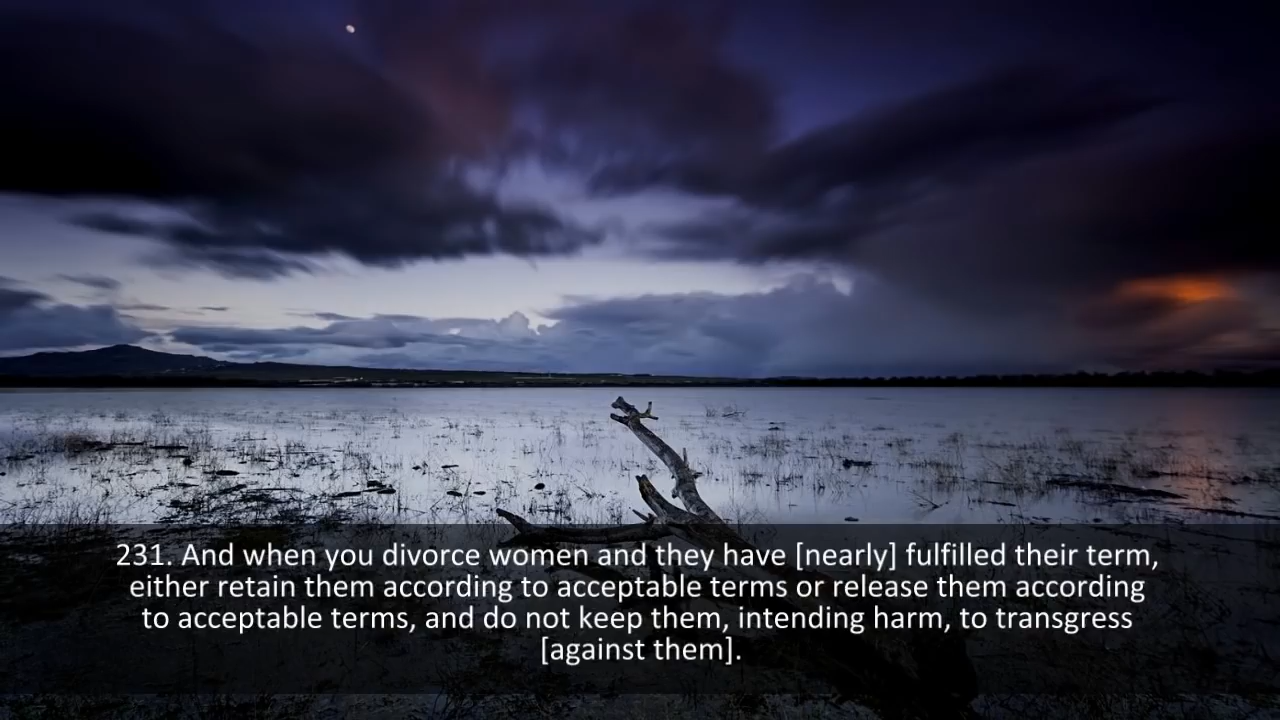 231. And when you divorce women and they have [nearly] fulfilled their term,
either retain them according to acceptable terms or release them according
to acceptable terms, and do not keep them, intending harm, to transgress
[against them].